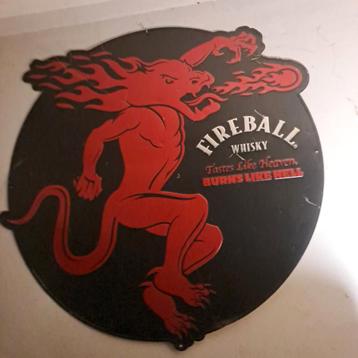 FIREBALL
WHISKY
Tastes Like Heaven,
BURNS LIKE HELL